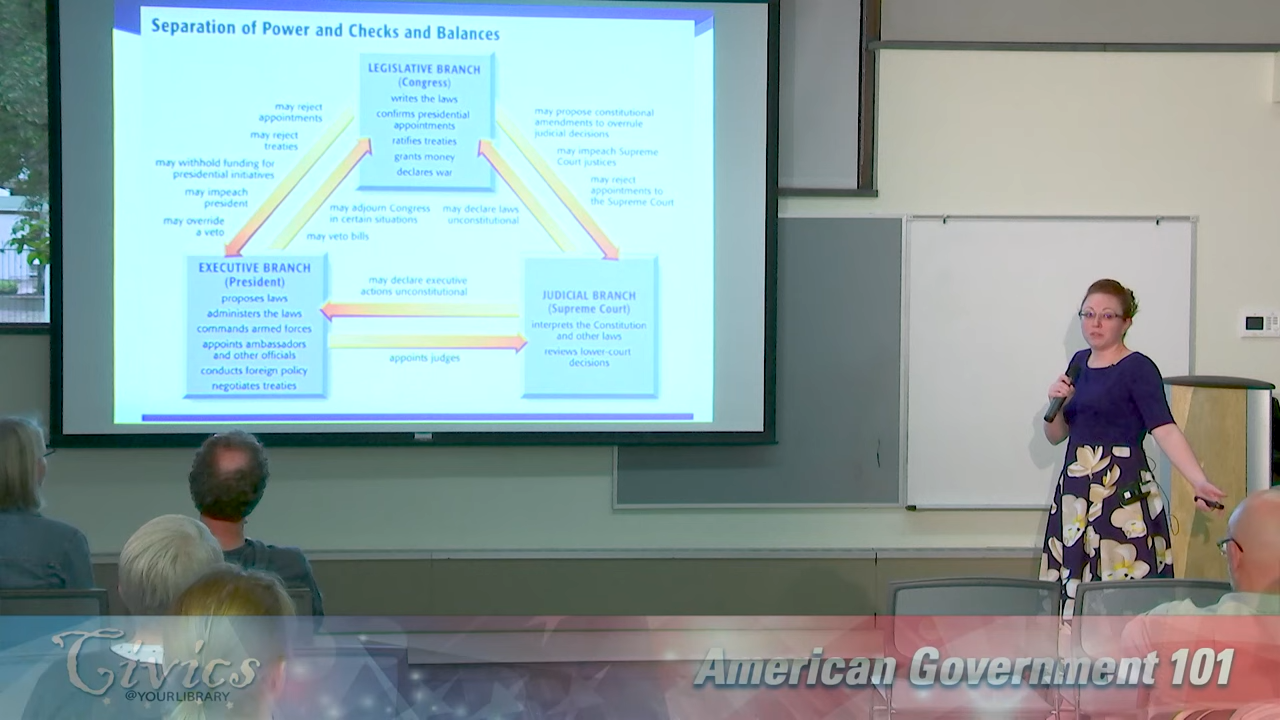 Separation of Power and Checks and Balances
LEGISLATIVE BRANCH
(Congress)
writes the laws
confirms presidential
appointments
ratifies treaties
grants money
declares war
may reject
appointments
may reject
treaties
may withhold funding for
presidential initiatives
may impeach
president
may override
a veto
may propose constitutional
amendments to overrule
judicial decisions
may impeach Supreme
Court justices
may reject
appointments to
the Supreme Court
may adjourn Congress
in certain situations
may veto bills
may declare laws
unconstitutional
EXECUTIVE BRANCH
(President)
proposes laws
administers the laws
commands armed forces
appoints ambassadors
and other officials
conducts foreign policy
negotiates treaties
may declare executive
actions unconstitutional
appoints judges
JUDICIAL BRANCH
(Supreme Court)
interprets the Constitution
and other laws
reviews lower-court
decisions
Civics
@YOURLIBRARY
American Government 101